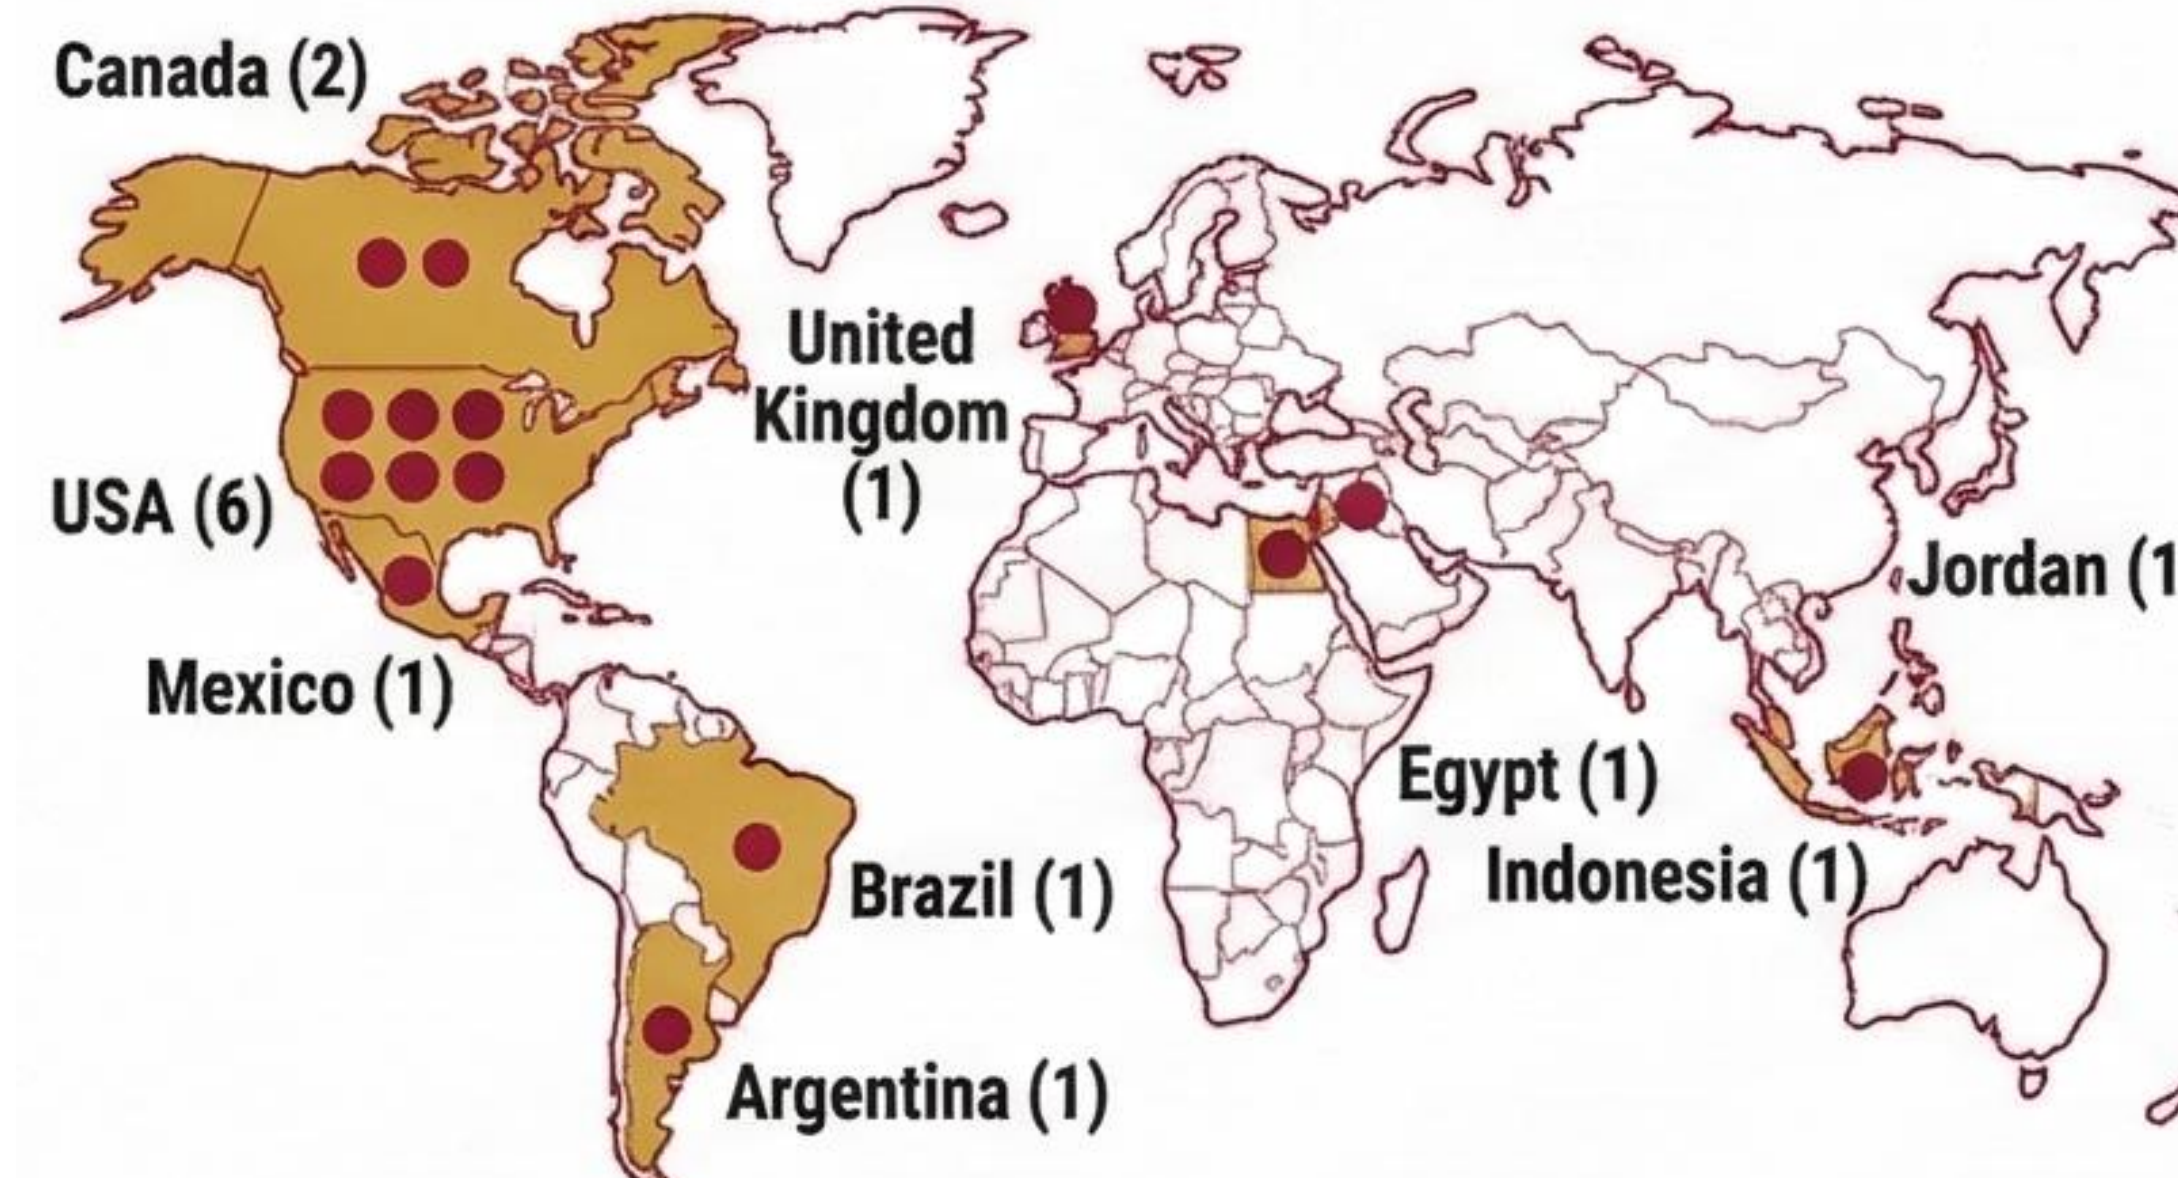 Canada (2)
United
Kingdom
(1)
USA (6)
Jordan (1
Mexico (1)
Egypt (1)
Indonesia (1)
Brazil (1)
Argentina (1)